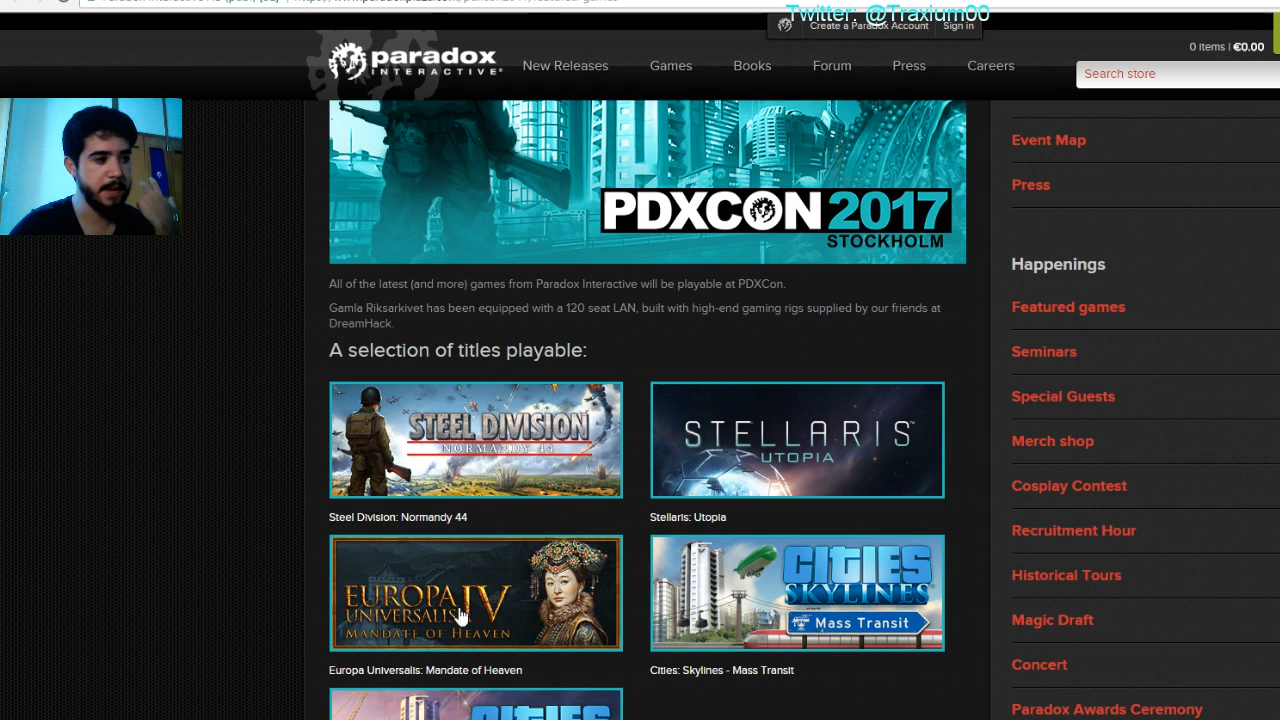 Twitter: @Traxium00
Create a Paradox Account
Sign in
0 items | €0.00
paradox
INTERACTIVE
New Releases
Games
Books
Forum
Press
Careers
Search store
PDXCON 2017
STOCKHOLM
All of the latest (and more) games from Paradox Interactive will be playable at PDXCon.
Gamla Riksarkivet has been equipped with a 120 seat LAN, built with high-end gaming rigs supplied by our friends at
DreamHack.
A selection of titles playable:
STEEL DIVISION
NORMANDY 44
Steel Division: Normandy 44
STELLARIS
UTOPIA
Stellaris: Utopia
EUROPA
UNIVERSALIS IV
MANDATE OF HEAVEN
Europa Universalis: Mandate of Heaven
CITIES
SKYLINES
Mass Transit
Cities: Skylines - Mass Transit
CITIES
Event Map
Press
Happenings
Featured games
Seminars
Special Guests
Merch shop
Cosplay Contest
Recruitment Hour
Historical Tours
Magic Draft
Concert
Paradox Awards Ceremony